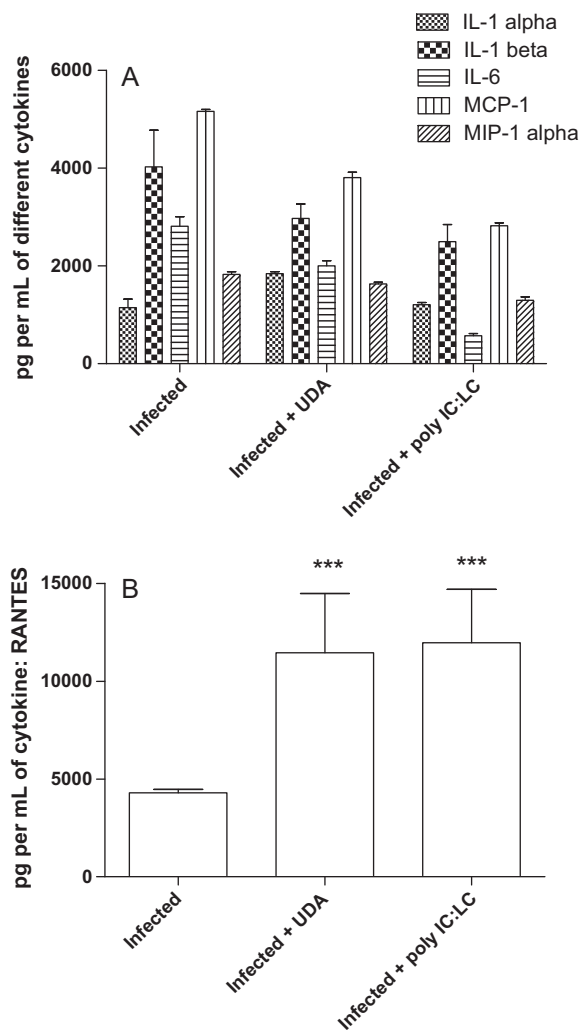 IL-1 alpha
IL-1 beta
IL-6
MCP-1
MIP-1 alpha
A
pg per mL of different cytokines
6000
4000
2000
0
Infected
Infected + UDA
Infected + poly IC:LC
B
pg per mL of cytokine: RANTES
15000
10000
5000
0
***
***
Infected
Infected + UDA
Infected + poly IC:LC